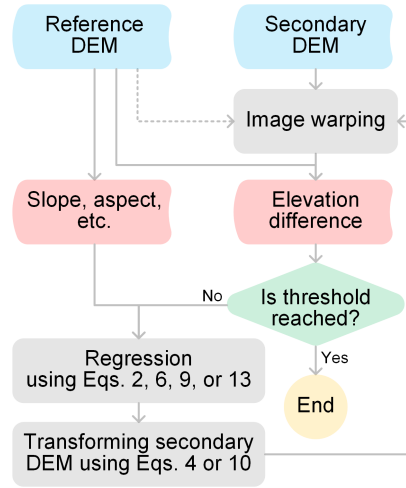 Reference
DEM
Secondary
DEM
Image warping
Slope, aspect,
etc.
Elevation
difference
Is threshold
reached?
No
Yes
Regression
using Eqs. 2, 6, 9, or 13
End
Transforming secondary
DEM using Eqs. 4 or 10